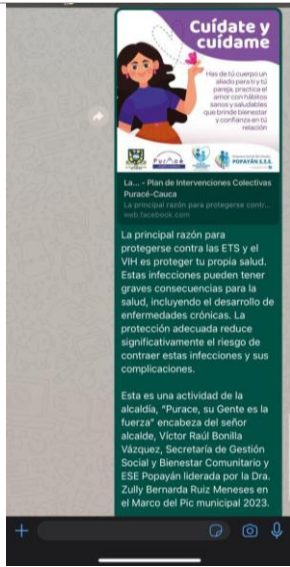 Cuídate y
cuídame
Has de tú cuerpo un
aliado para ti y tú
pareja, practica el
amor con hábitos
sanos y saludables
que brinde bienestar
y confianza en tú
relación
Puracé
POPAYÁN E.S.E.
La... - Plan de Intervenciones Colectivas
Puracé-Cauca
La principal razón para protegerse contr...
web.facebook.com
La principal razón para
protegerse contra las ETS y el
VIH es proteger tu propia salud.
Estas infecciones pueden tener
graves consecuencias para la
salud, incluyendo el desarrollo de
enfermedades crónicas. La
protección adecuada reduce
significativamente el riesgo de
contraer estas infecciones y sus
complicaciones.
Esta es una actividad de la
alcaldía, "Purace, su Gente es la
fuerza" encabeza del señor
alcalde, Víctor Raúl Bonilla
Vázquez, Secretaría de Gestión
Social y Bienestar Comunitario y
ESE Popayán liderada por la Dra.
Zully Bernarda Ruiz Meneses en
el Marco del Pic municipal 2023.